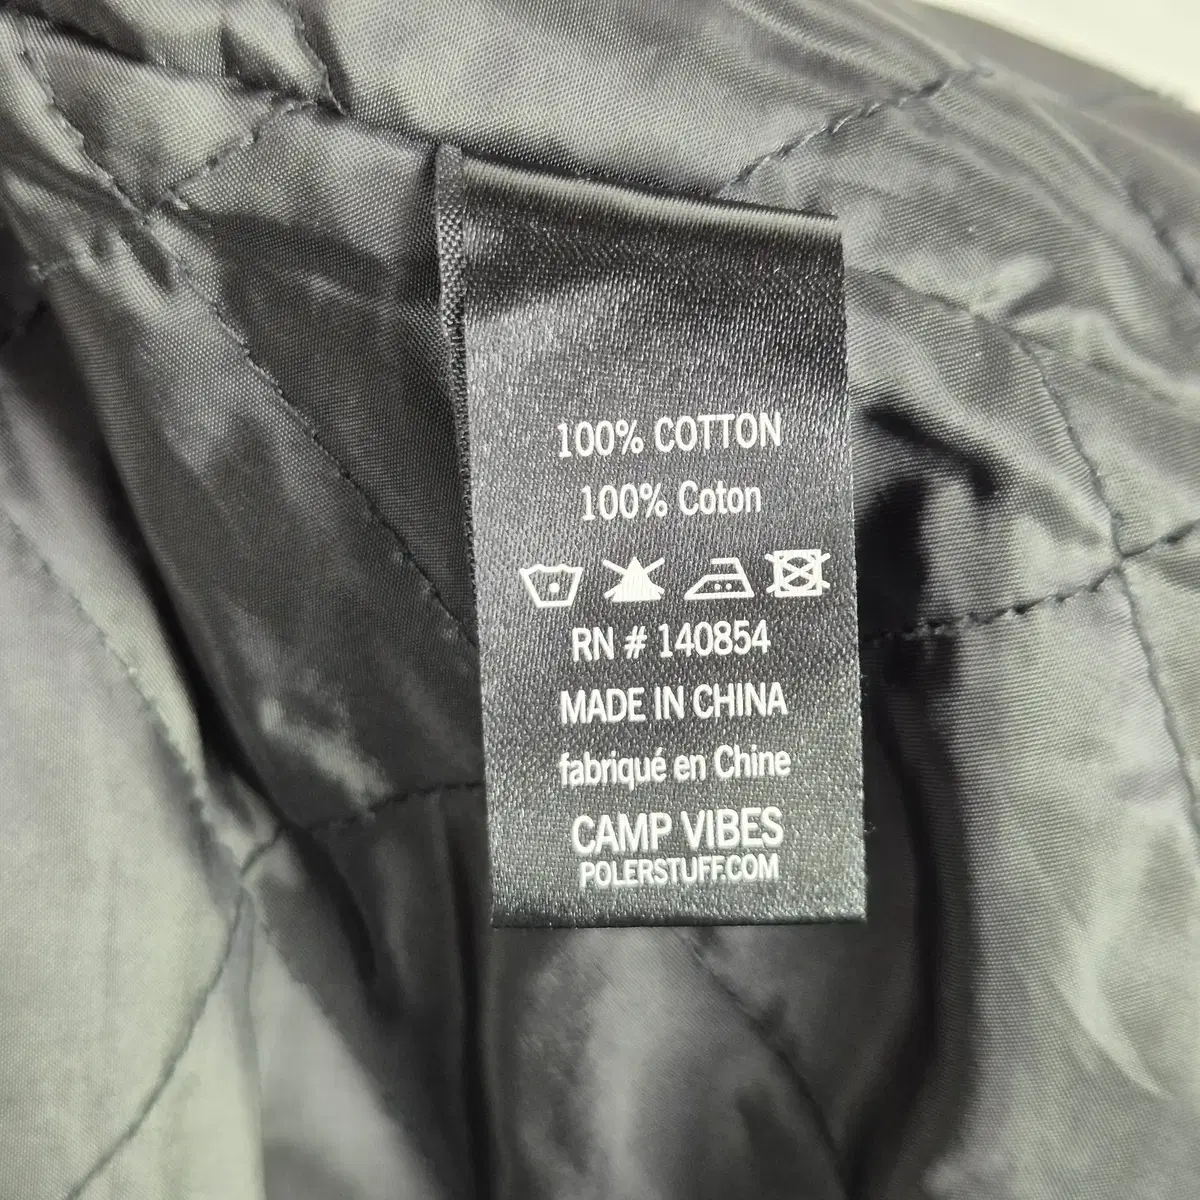 100% COTTON
100% Coton
RN # 140854
MADE IN CHINA
fabriqué en Chine
CAMP VIBES
POLERSTUFF.COM